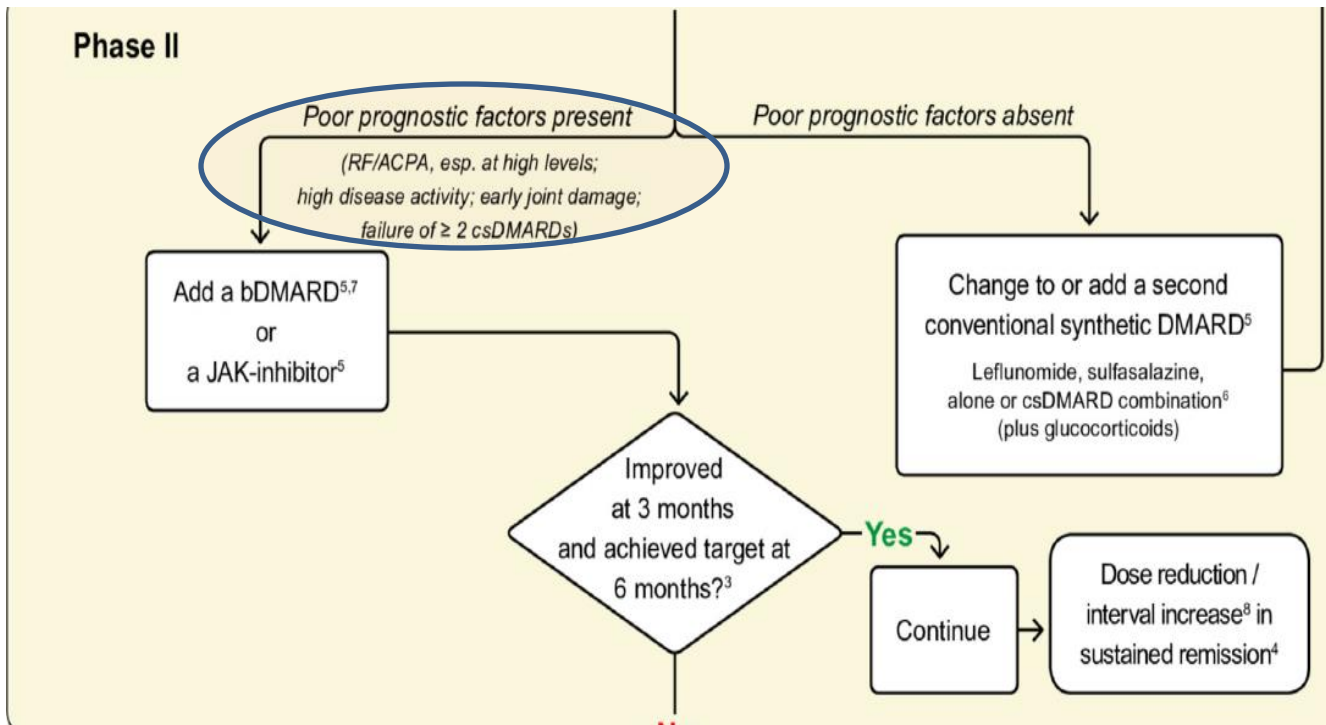 Phase II
Poor prognostic factors present
Poor prognostic factors absent
(RF/ACPA, esp. at high levels;
high disease activity; early joint damage;
failure of ≥ 2 csDMARDs)
Add a bDMARD⁵,⁷
or
a JAK-inhibitor⁵
Change to or add a second
conventional synthetic DMARD⁵
Leflunomide, sulfasalazine,
alone or csDMARD combination⁶
(plus glucocorticoids)
Improved
at 3 months
and achieved target at
6 months?³
Yes
Continue
Dose reduction /
interval increase⁸ in
sustained remission⁴